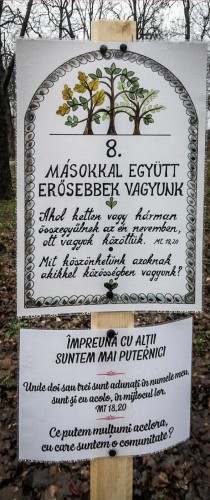 8.
MÁSOKKAL EGYÜTT
ERŐSEBBEK VAGYUNK
Ahol ketten vagy hárman
összegyűlnek az én nevemben,
ott vagyok közöttük. Mt 18,20
Mit köszönhetünk azoknak
akikkel közösségben vagyunk?
ÎMPREUNĂ CU ALȚII
SUNTEM MAI PUTERNICI
Unde doi sau trei sunt adunați în numele meu,
sunt și eu acolo, în mijlocul lor.
MT 18,20
Ce putem mulțumi acelora,
cu care suntem o comunitate?